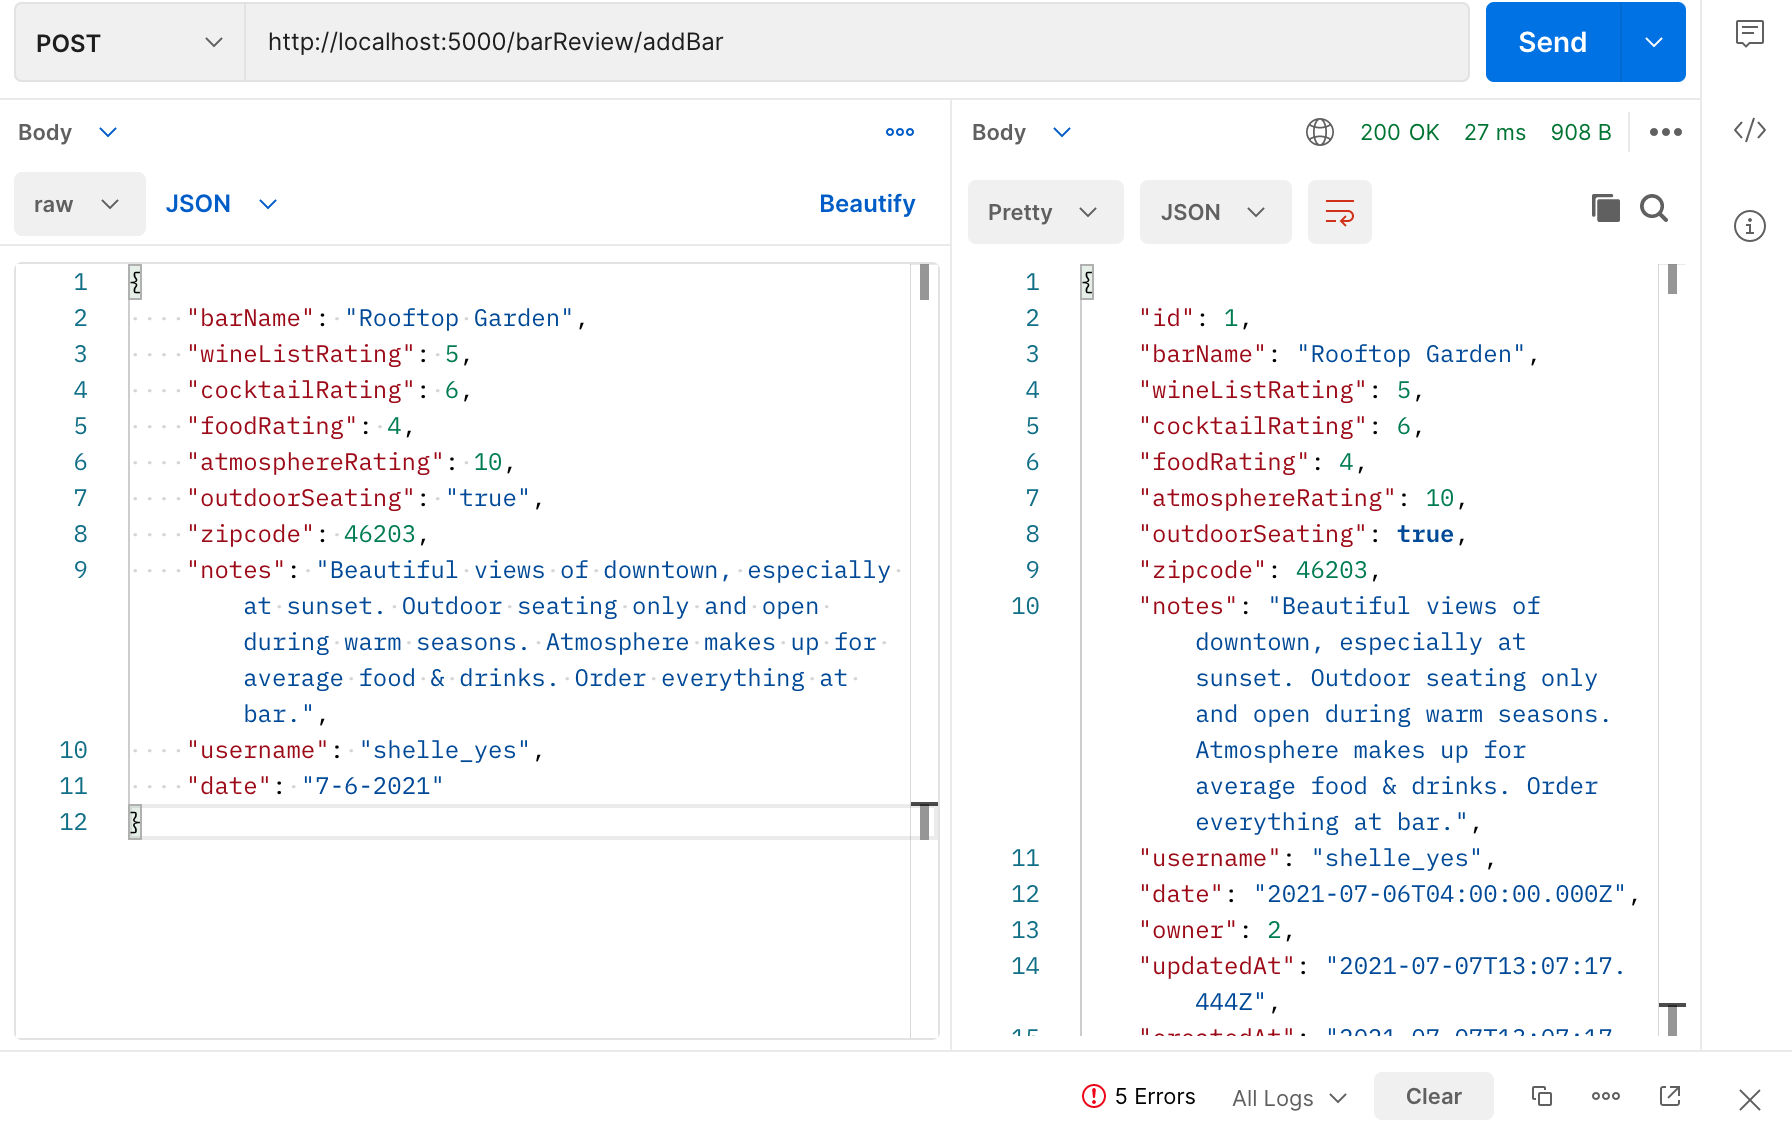 POST
http://localhost:5000/barReview/addBar
Send
Body
raw
JSON
Beautify
1 {
2 "barName": "Rooftop Garden",
3 "wineListRating": 5,
4 "cocktailRating": 6,
5 "foodRating": 4,
6 "atmosphereRating": 10,
7 "outdoorSeating": "true",
8 "zipcode": 46203,
9 "notes": "Beautiful views of downtown, especially
at sunset. Outdoor seating only and open
during warm seasons. Atmosphere makes up for
average food & drinks. Order everything at
bar.",
10 "username": "shelle_yes",
11 "date": "7-6-2021"
12 }
Body
200 OK 27 ms 908 B
Pretty
JSON
1 {
2 "id": 1,
3 "barName": "Rooftop Garden",
4 "wineListRating": 5,
5 "cocktailRating": 6,
6 "foodRating": 4,
7 "atmosphereRating": 10,
8 "outdoorSeating": true,
9 "zipcode": 46203,
10 "notes": "Beautiful views of
downtown, especially at
sunset. Outdoor seating only
and open during warm seasons.
Atmosphere makes up for
average food & drinks. Order
everything at bar.",
11 "username": "shelle_yes",
12 "date": "2021-07-06T04:00:00.000Z",
13 "owner": 2,
14 "updatedAt": "2021-07-07T13:07:17.
444Z",
15 "createdAt": "2021-07-07T13:07:17
5 Errors
All Logs
Clear